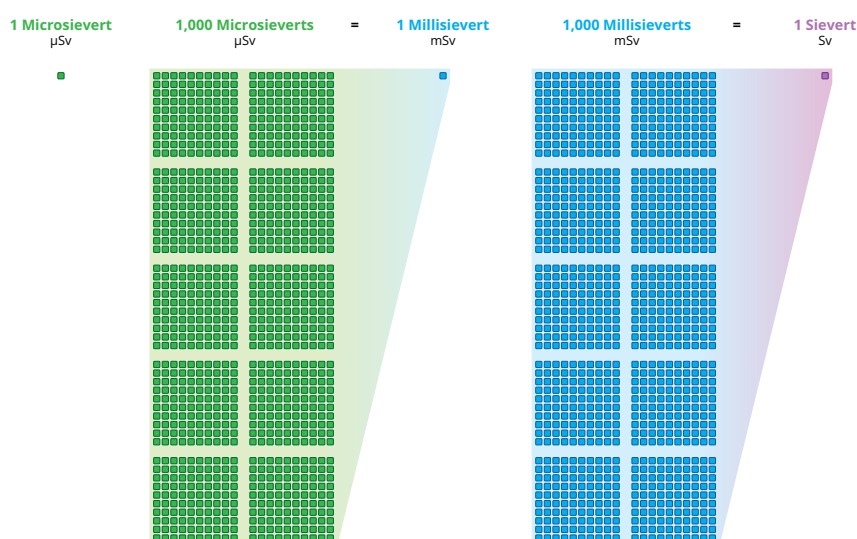 1 Microsievert
µSv
1,000 Microsieverts = 1 Millisievert
µSv mSv
1,000 Millisieverts = 1 Sievert
mSv Sv